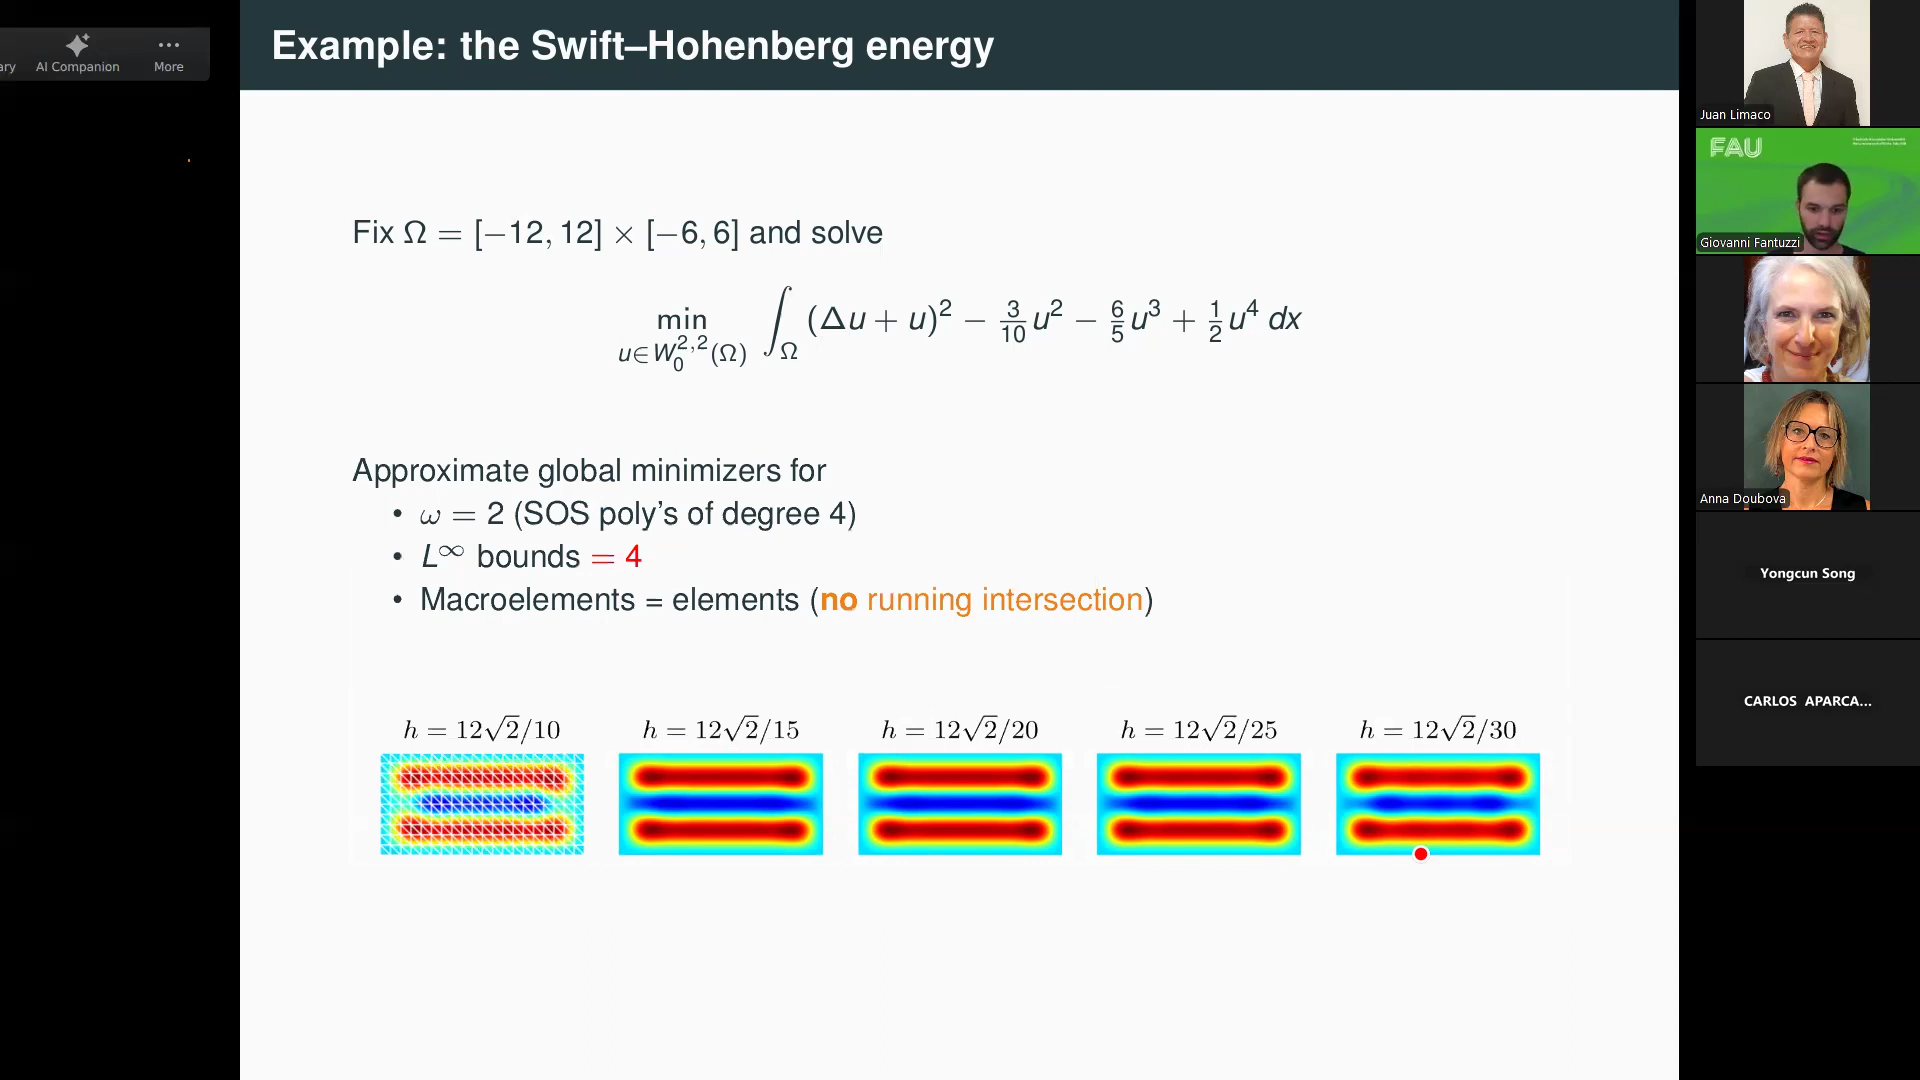 ary
AI Companion
More
Example: the Swift–Hohenberg energy
Fix Ω = [−12, 12] × [−6, 6] and solve
min_{u∈W_0^{2,2}(Ω)} ∫_Ω (Δu + u)² − 3/10 u² − 6/5 u³ + 1/2 u⁴ dx
Approximate global minimizers for
• ω = 2 (SOS poly's of degree 4)
• L^∞ bounds = 4
• Macroelements = elements (no running intersection)
h = 12√2/10
h = 12√2/15
h = 12√2/20
h = 12√2/25
h = 12√2/30
Juan Limaco
FAU
Giovanni Fantuzzi
Anna Doubova
Yongcun Song
CARLOS APARCA...